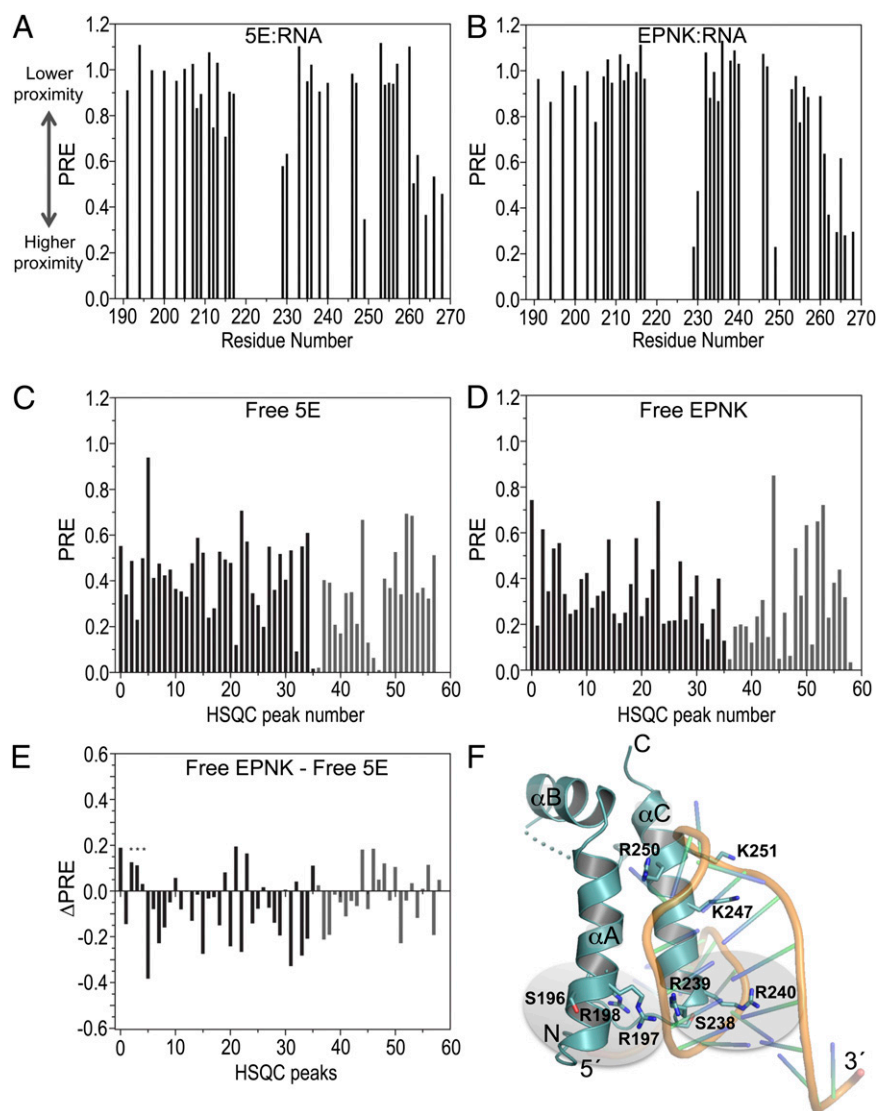 A
5E:RNA
Lower
proximity
Higher
proximity
PRE
1.2
1.0
0.8
0.6
0.4
0.2
0.0
190 200 210 220 230 240 250 260 270
Residue Number
B
EPNK:RNA
PRE
1.2
1.0
0.8
0.6
0.4
0.2
0.0
190 200 210 220 230 240 250 260 270
Residue Number
C
Free 5E
PRE
1.2
1.0
0.8
0.6
0.4
0.2
0.0
0 10 20 30 40 50 60
HSQC peak number
D
Free EPNK
PRE
1.2
1.0
0.8
0.6
0.4
0.2
0.0
0 10 20 30 40 50 60
HSQC peak number
E
Free EPNK - Free 5E
ΔPRE
0.6
0.4
0.2
0.0
-0.2
-0.4
-0.6
0 10 20 30 40 50 60
HSQC peaks
F
C
αB
αC
R250
K251
K247
αA
S196
R198
R239
R240
R197
S238
N
5´
3´